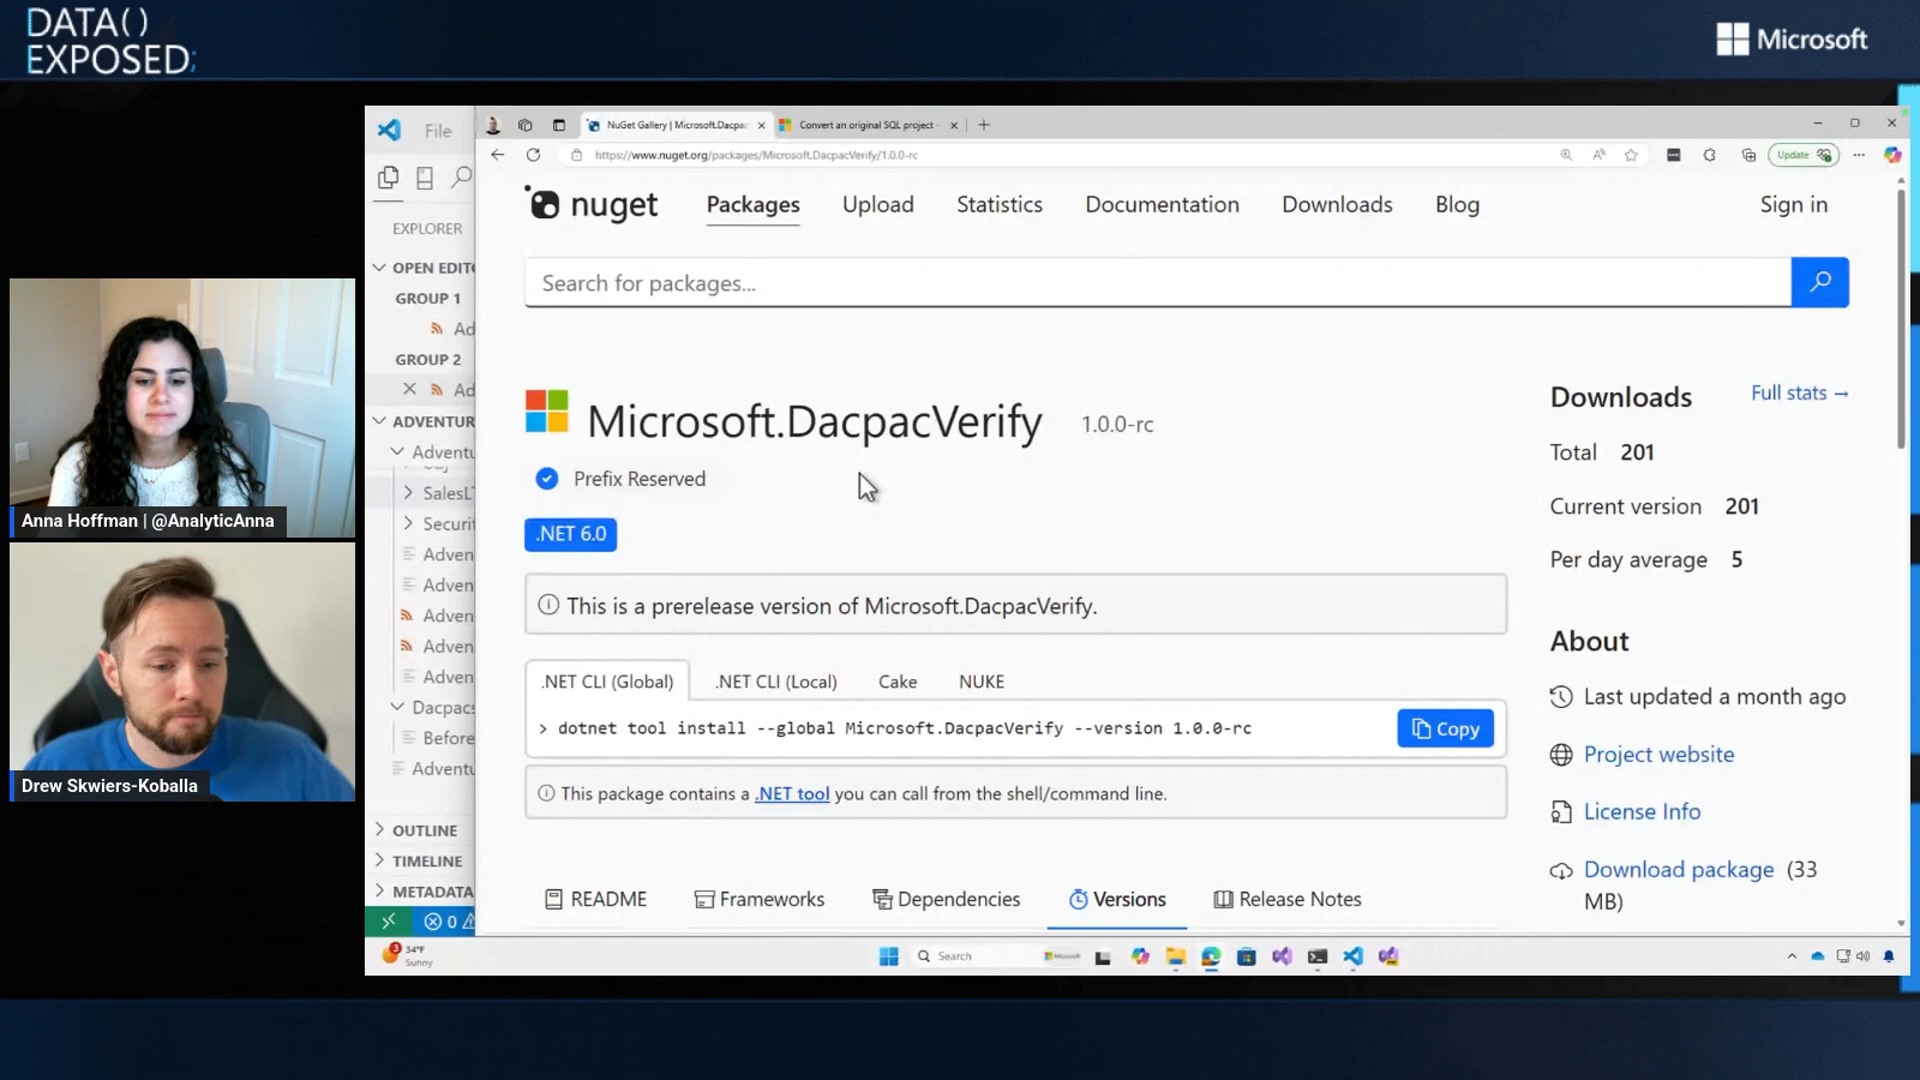 DATA()
EXPOSED;
Microsoft
File
NuGet Gallery | Microsoft.Dacpac
Convert an original SQL project -
https://www.nuget.org/packages/Microsoft.DacpacVerify/1.0.0-rc
Update
nuget
Packages
Upload
Statistics
Documentation
Downloads
Blog
Sign in
Search for packages...
EXPLORER
OPEN EDIT
GROUP 1
Ad
GROUP 2
Ad
ADVENTUR
Adventu
SalesL
Securit
Adven
Adven
Adven
Adven
Adven
Dacpacs
Before
Adventu
OUTLINE
TIMELINE
METADATA
0
Microsoft.DacpacVerify
1.0.0-rc
Prefix Reserved
.NET 6.0
This is a prerelease version of Microsoft.DacpacVerify.
.NET CLI (Global)
.NET CLI (Local)
Cake
NUKE
> dotnet tool install --global Microsoft.DacpacVerify --version 1.0.0-rc
Copy
This package contains a .NET tool you can call from the shell/command line.
README
Frameworks
Dependencies
Versions
Release Notes
Downloads
Full stats →
Total 201
Current version 201
Per day average 5
About
Last updated a month ago
Project website
License Info
Download package (33
MB)
Anna Hoffman | @AnalyticAnna
Drew Skwiers-Koballa
3
34°F
Sunny
Search